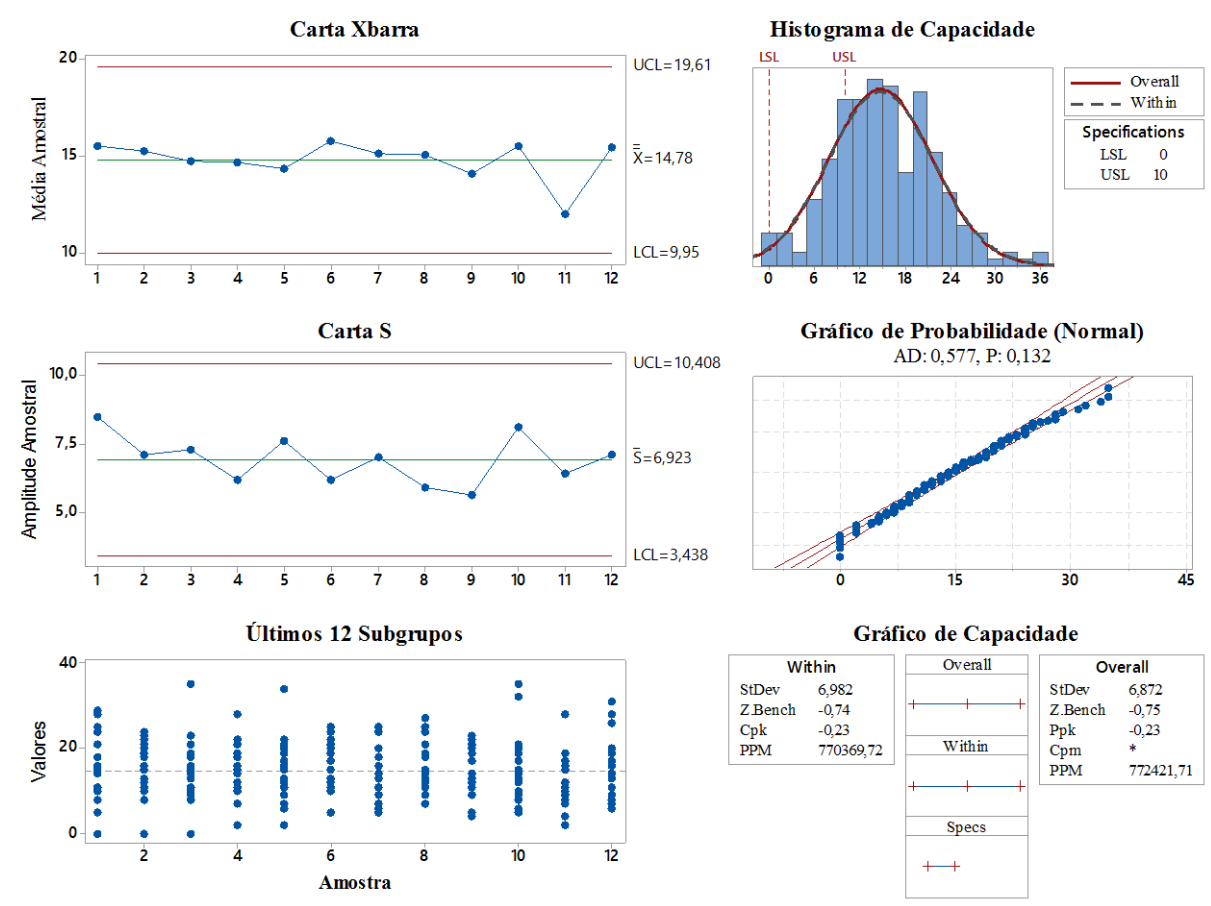 Carta Xbarra
Média Amostral
20
15
10
1 2 3 4 5 6 7 8 9 10 11 12
UCL=19,61
X=14,78
LCL=9,95
Histograma de Capacidade
LSL USL
0 6 12 18 24 30 36
Overall
Within
Specifications
LSL 0
USL 10
Carta S
Amplitude Amostral
10,0
7,5
5,0
1 2 3 4 5 6 7 8 9 10 11 12
UCL=10,408
S=6,923
LCL=3,438
Gráfico de Probabilidade (Normal)
AD: 0,577, P: 0,132
0 15 30 45
Últimos 12 Subgrupos
Valores
40
20
0
2 4 6 8 10 12
Amostra
Gráfico de Capacidade
Within
StDev 6,982
Z.Bench -0,74
Cpk -0,23
PPM 770369,72
Overall
Within
Specs
Overall
StDev 6,872
Z.Bench -0,75
Ppk -0,23
Cpm *
PPM 772421,71